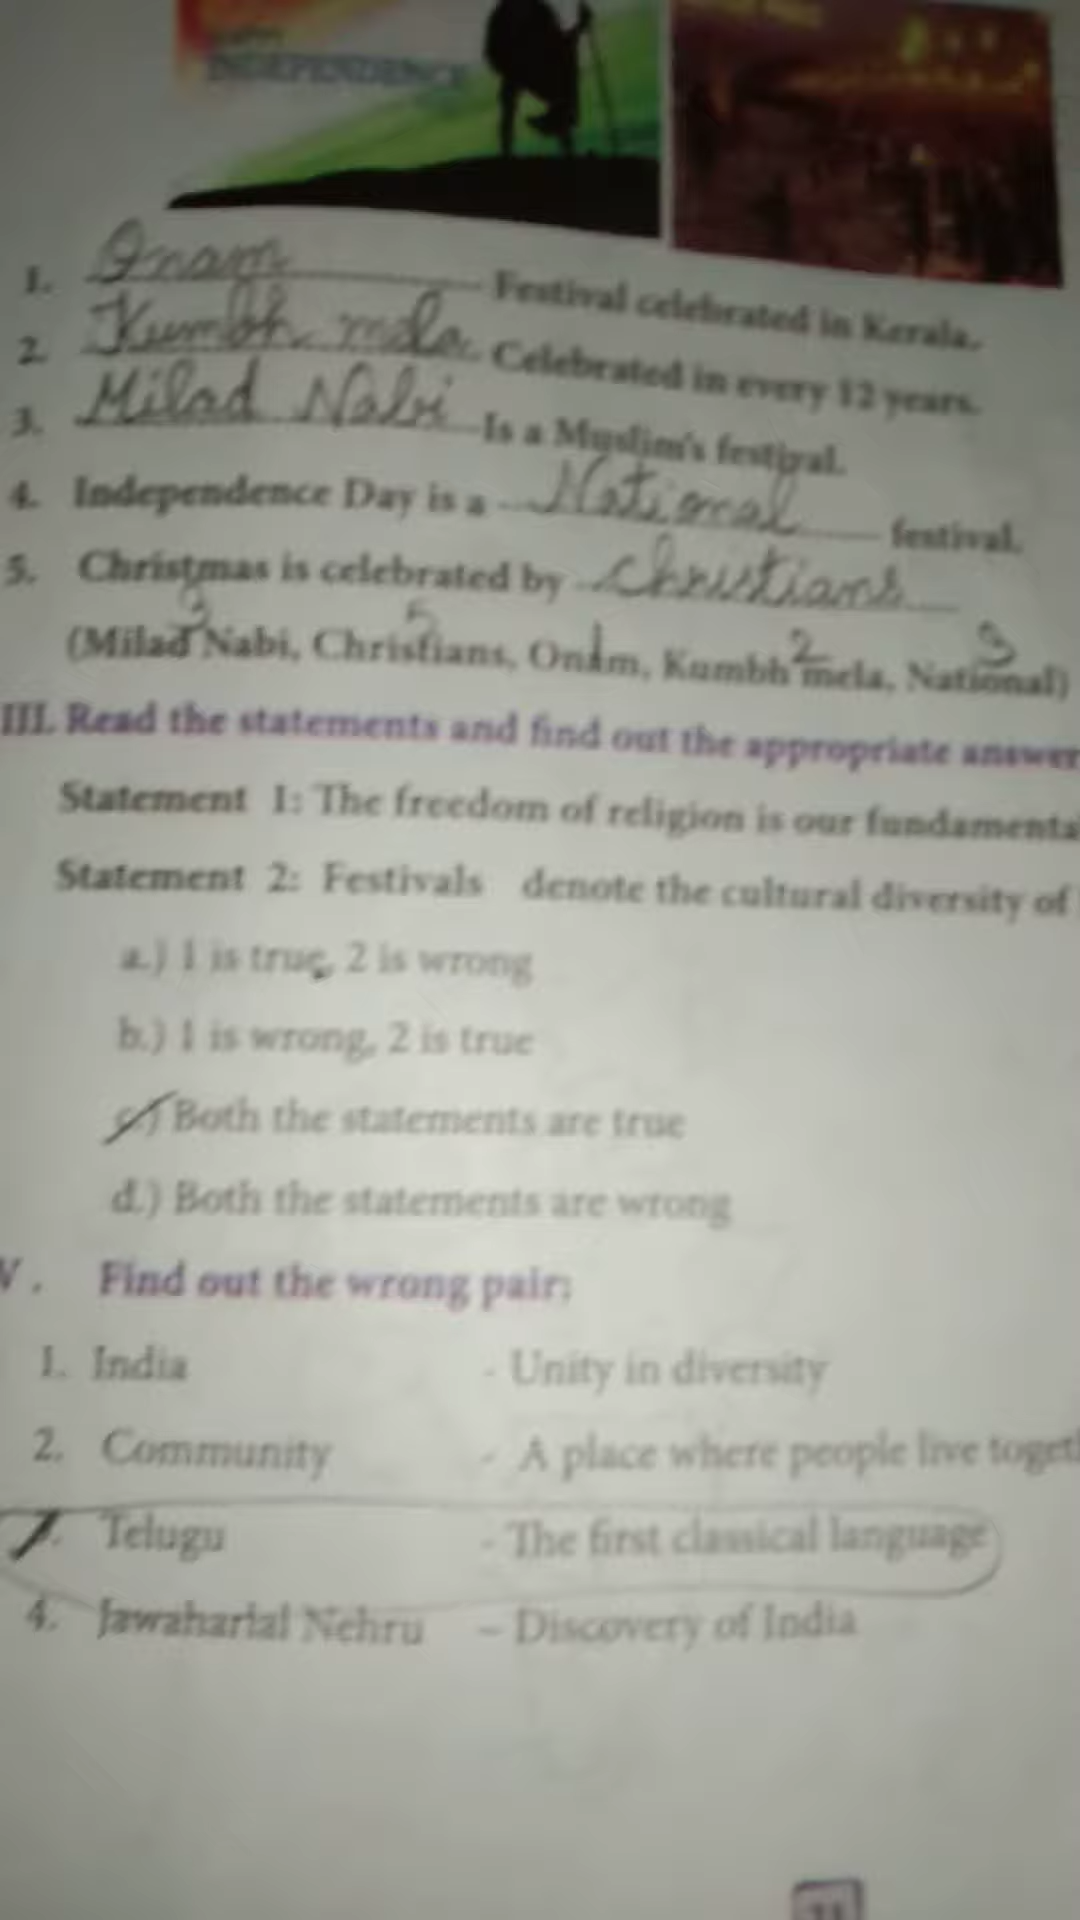 INDEPENDENCE
1. Onam Festival celebrated in Kerala.
2. Kumbh mela Celebrated in every 12 years.
3. Milad Nabi Is a Muslim's festival.
4. Independence Day is a National festival.
5. Christmas is celebrated by Christians
3 5 1 2
(Milad Nabi, Christians, Onam, Kumbh mela, National)
III. Read the statements and find out the appropriate answer
Statement 1: The freedom of religion is our fundamental
Statement 2: Festivals denote the cultural diversity of
a.) 1 is true, 2 is wrong
b.) 1 is wrong, 2 is true
c.) Both the statements are true
d.) Both the statements are wrong
V. Find out the wrong pair:
1. India - Unity in diversity
2. Community - A place where people live togeth
3. Telugu - The first classical language
4. Jawaharlal Nehru – Discovery of India